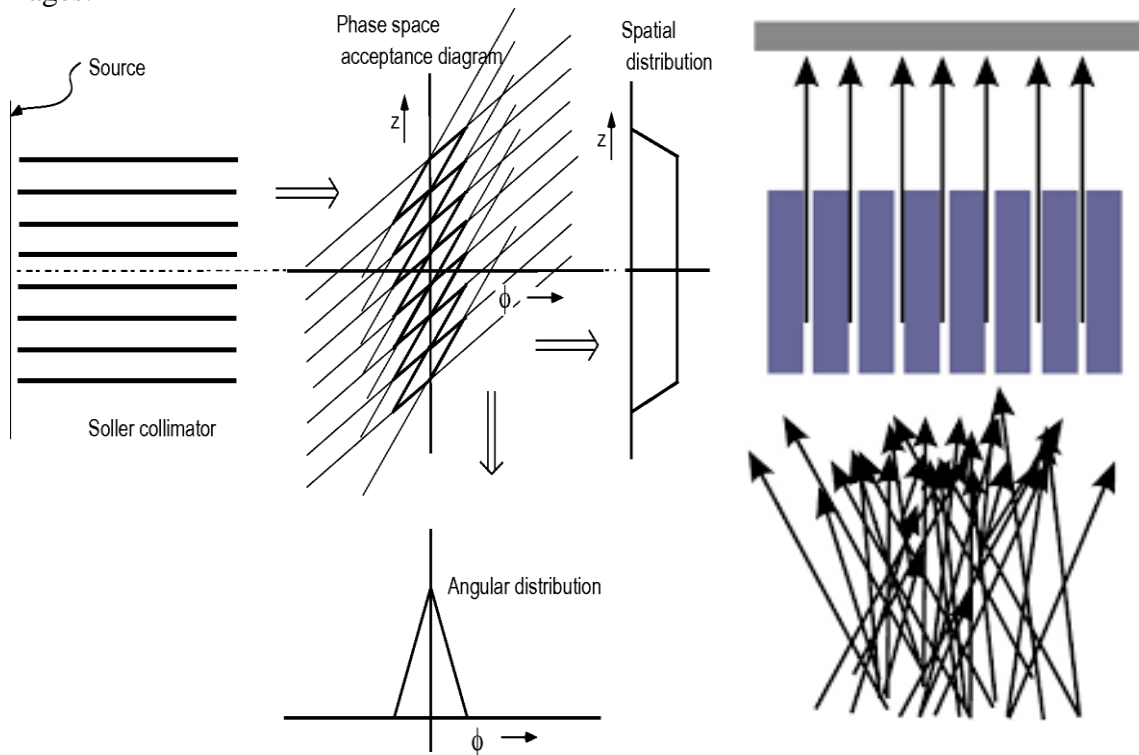 Phase space
acceptance diagram
Spatial
distribution
Source
z
z
ϕ
Soller collimator
Angular distribution
ϕ